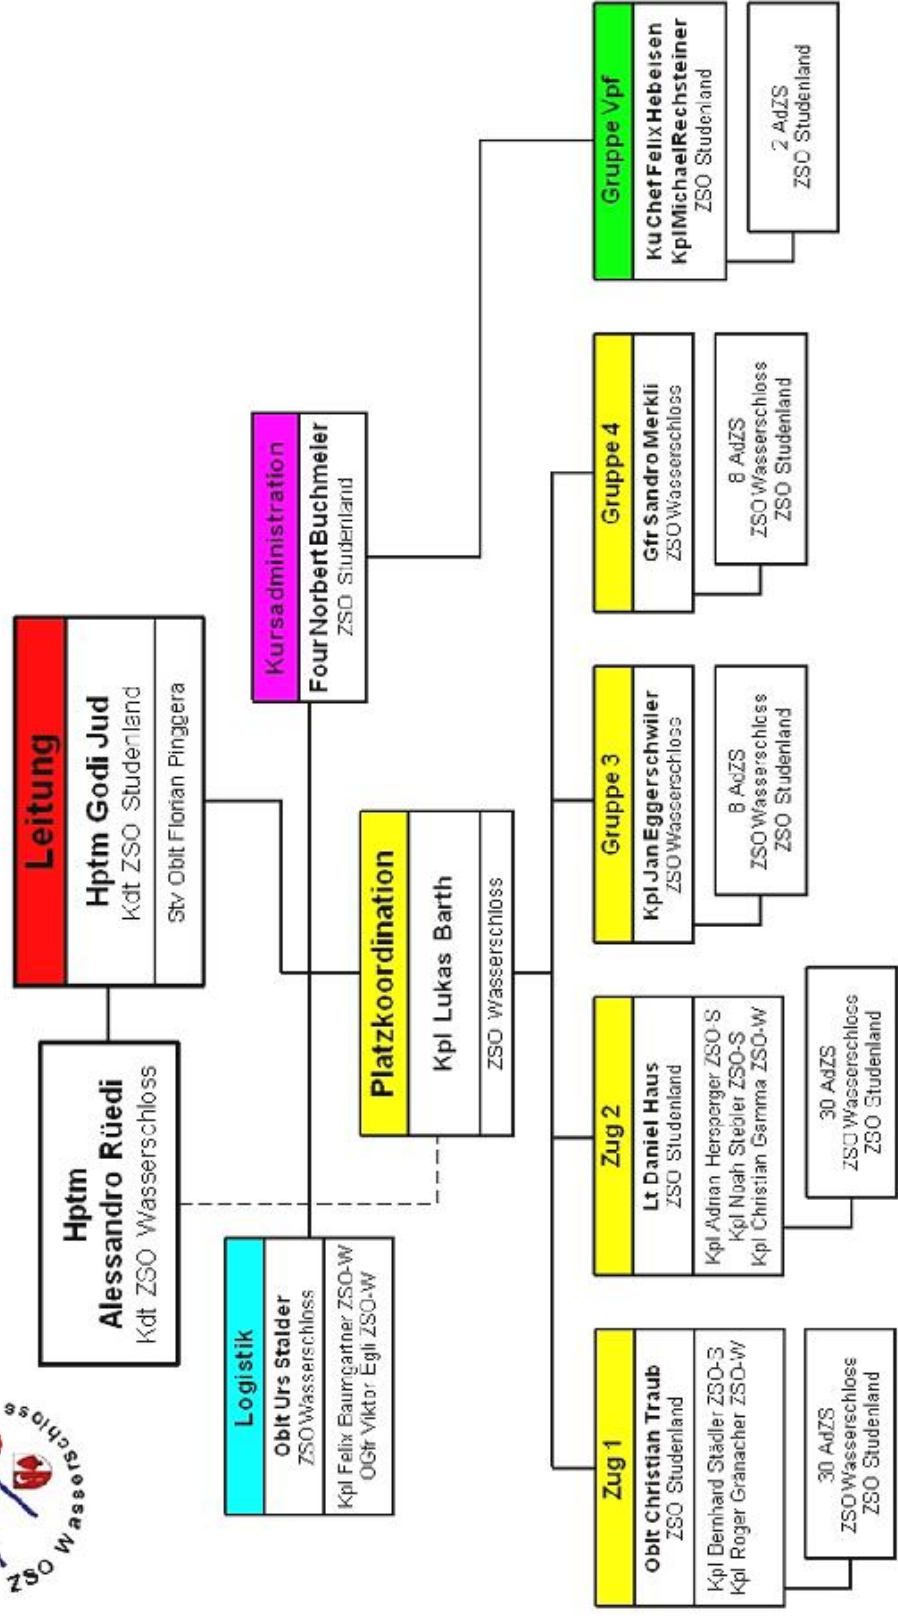 ZSO Wasserschloss
Leitung
Hptm Godi Jud
Kdt ZSO Studenland
Stv Oblt Florian Pinggera
Hptm
Alessandro Rüedi
Kdt ZSO Wasserschloss
Kursadministration
Four Norbert Buchmeier
ZSO Studenland
Logistik
Oblt Urs Stalder
ZSO Wasserschloss
Kpl Felix Baumgartner ZSO-W
OGfr Viktor Egli ZSO-W
Platzkoordination
Kpl Lukas Barth
ZSO Wasserschloss
Zug 1
Oblt Christian Traub
ZSO Studenland
Kpl Bernhard Städler ZSO-S
Kpl Roger Gränacher ZSO-W
30 AdZS
ZSO Wasserschloss
ZSO Studenland
Zug 2
Lt Daniel Haus
ZSO Studenland
Kpl Adrian Hersperger ZSO-S
Kpl Noah Stebler ZSO-S
Kpl Christian Gamma ZSO-W
30 AdZS
ZSO Wasserschloss
ZSO Studenland
Gruppe 3
Kpl Jan Eggerschwiler
ZSO Wasserschloss
8 AdZS
ZSO Wasserschloss
ZSO Studenland
Gruppe 4
Gfr Sandro Merkli
ZSO Wasserschloss
8 AdZS
ZSO Wasserschloss
ZSO Studenland
Gruppe Vpf
Ku Chef Felix Hebeisen
Kpl Michael Rechsteiner
ZSO Studenland
2 AdZS
ZSO Studenland